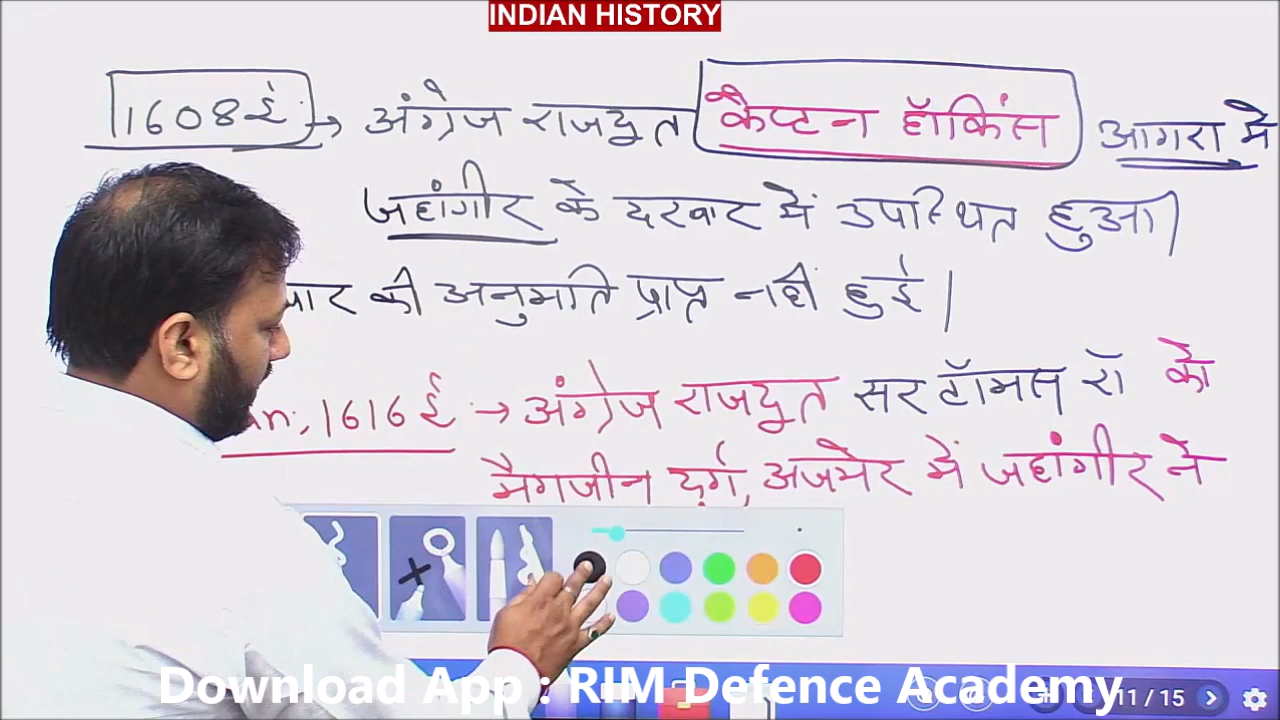 INDIAN HISTORY
1608ई → अंग्रेज राजदूत कैप्टन हॉकिंस आगरा में
जहांगीर के दरबार में उपस्थित हुआ।
की अनुमति प्राप्त नहीं हुई।
1616 ई → अंग्रेज राजदूत सर टॉमस रॉ को
मैगजीन दुर्ग, अजमेर में जहांगीर ने
Download App : RIM Defence Academy
11 / 15